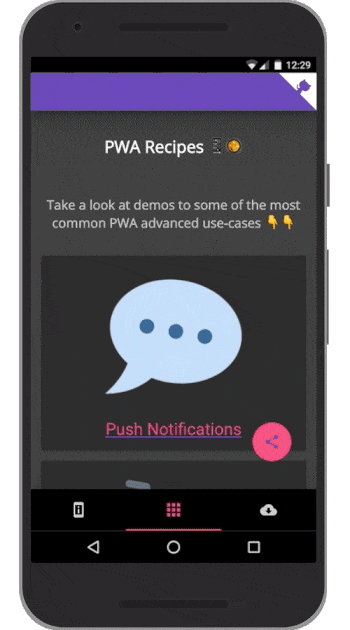 12:29
PWA Recipes
Take a look at demos to some of the most
common PWA advanced use-cases 👇👇
Push Notifications